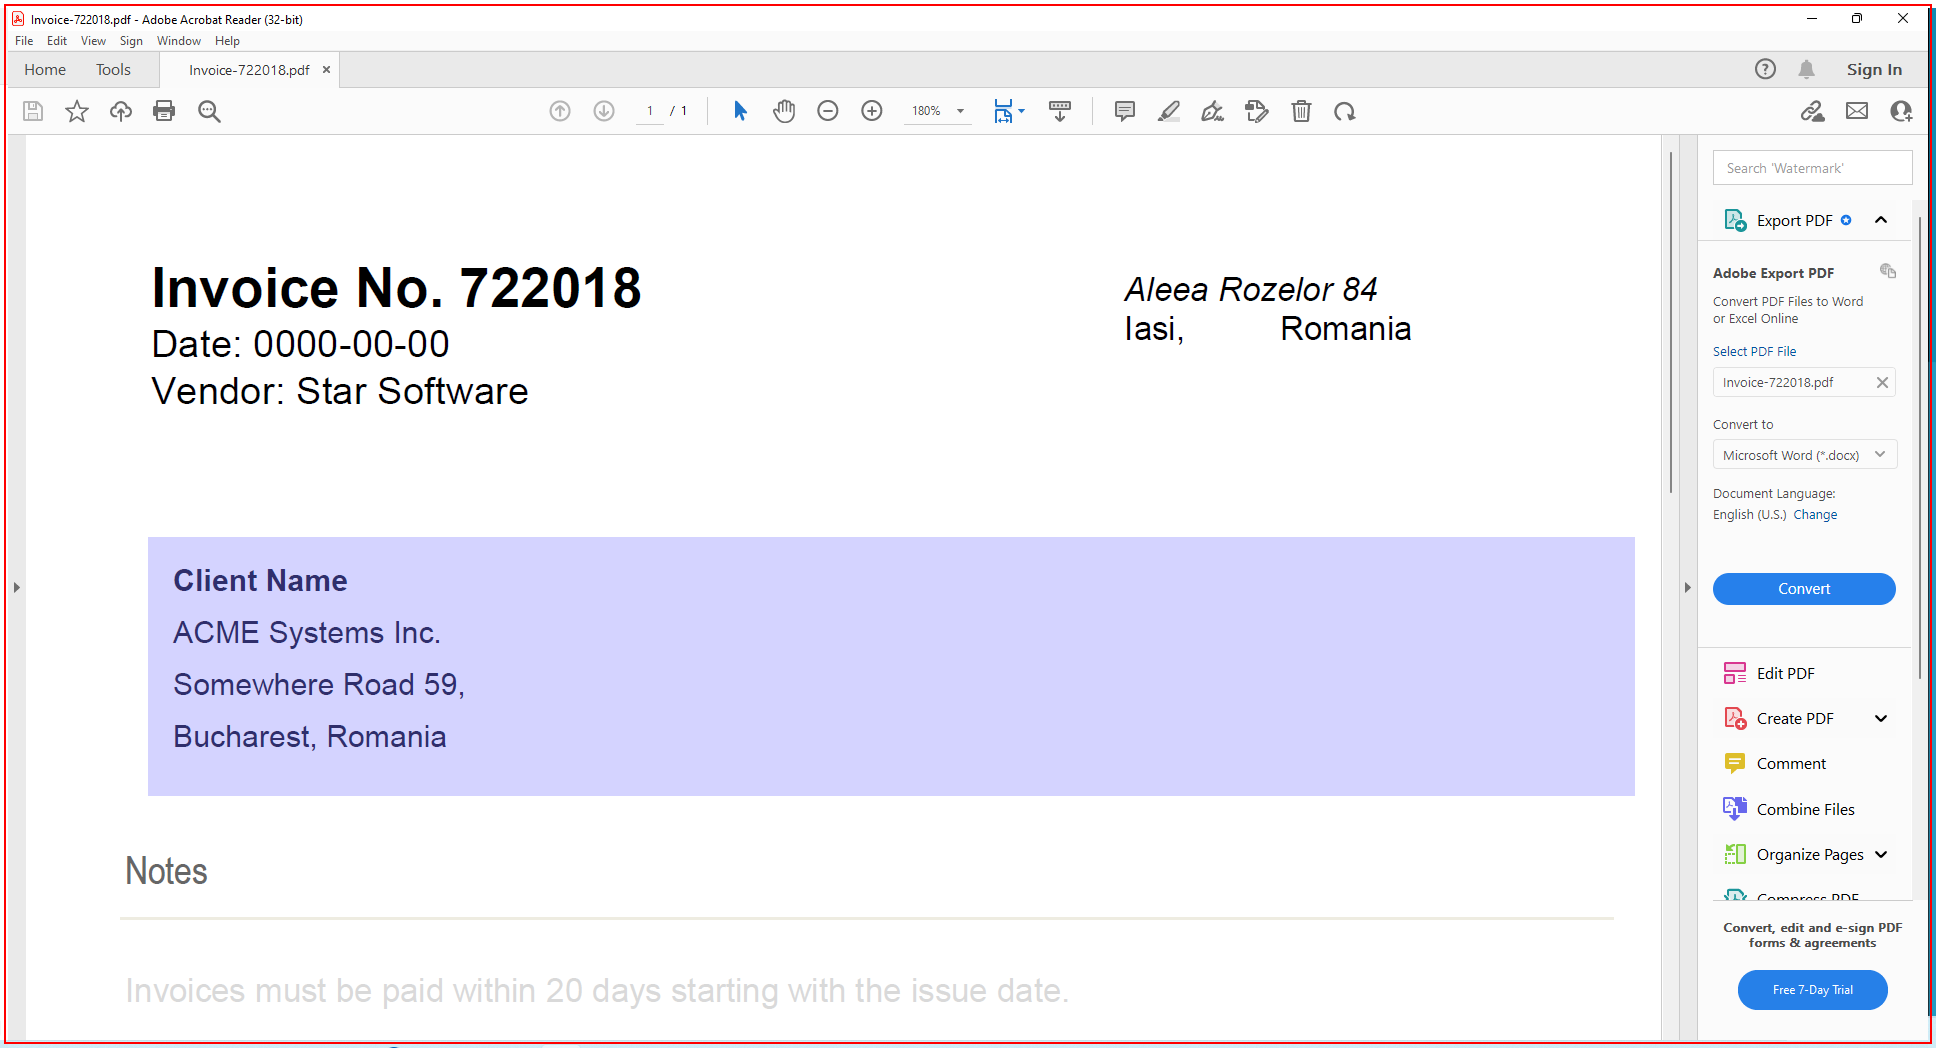 Invoice-722018.pdf - Adobe Acrobat Reader (32-bit)
File Edit View Sign Window Help
Home Tools Invoice-722018.pdf Sign In
1 / 1 180%
Search 'Watermark'
Export PDF
Adobe Export PDF
Convert PDF Files to Word
or Excel Online
Select PDF File
Invoice-722018.pdf
Convert to
Microsoft Word (*.docx)
Document Language:
English (U.S.) Change
Convert
Edit PDF
Create PDF
Comment
Combine Files
Organize Pages
Compress PDF
Convert, edit and e-sign PDF
forms & agreements
Free 7-Day Trial
Invoice No. 722018
Date: 0000-00-00
Vendor: Star Software
Aleea Rozelor 84
Iasi, Romania
Client Name
ACME Systems Inc.
Somewhere Road 59,
Bucharest, Romania
Notes
Invoices must be paid within 20 days starting with the issue date.